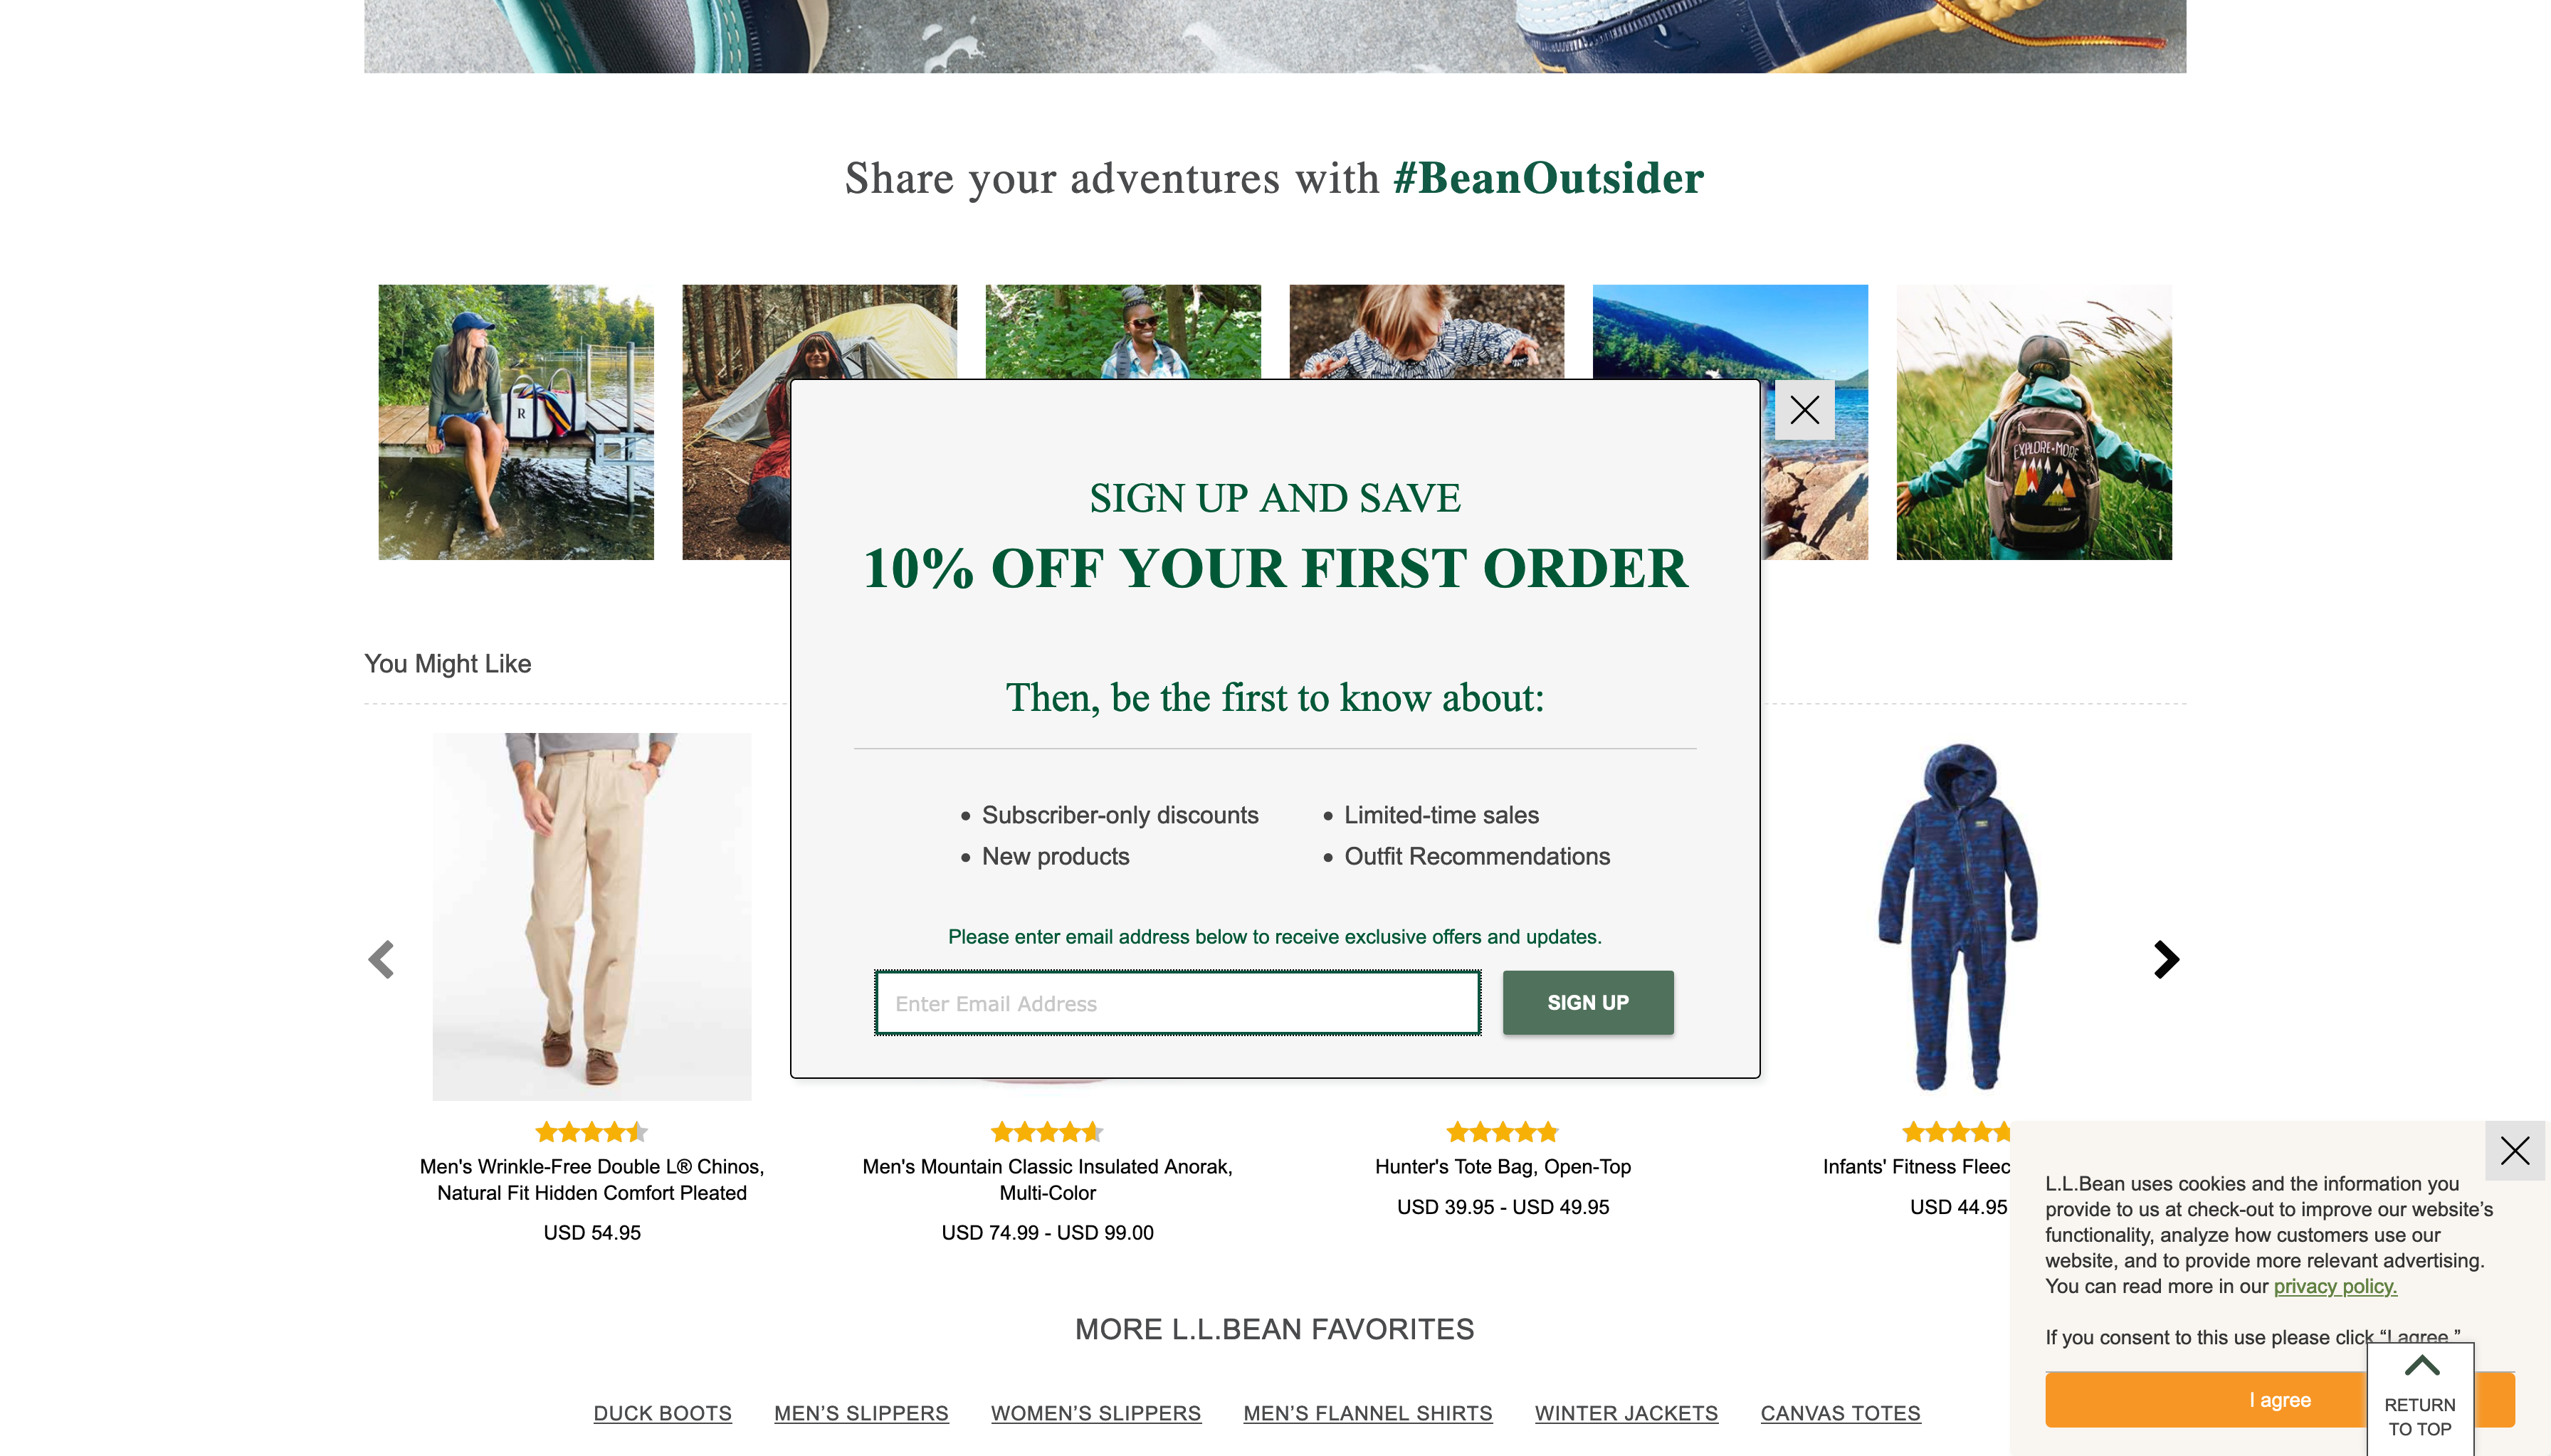 Share your adventures with #BeanOutsider
R
EXPLORE MORE
L.L.Bean
SIGN UP AND SAVE
10% OFF YOUR FIRST ORDER
Then, be the first to know about:
Subscriber-only discounts
New products
Limited-time sales
Outfit Recommendations
Please enter email address below to receive exclusive offers and updates.
Enter Email Address
SIGN UP
You Might Like
Men's Wrinkle-Free Double L® Chinos,
Natural Fit Hidden Comfort Pleated
USD 54.95
Men's Mountain Classic Insulated Anorak,
Multi-Color
USD 74.99 - USD 99.00
Hunter's Tote Bag, Open-Top
USD 39.95 - USD 49.95
Infants' Fitness Fleec
USD 44.95
L.L.Bean uses cookies and the information you
provide to us at check-out to improve our website’s
functionality, analyze how customers use our
website, and to provide more relevant advertising.
You can read more in our privacy policy.
If you consent to this use please click “I agree.”
I agree
RETURN
TO TOP
MORE L.L.BEAN FAVORITES
DUCK BOOTS MEN’S SLIPPERS WOMEN’S SLIPPERS MEN’S FLANNEL SHIRTS WINTER JACKETS CANVAS TOTES